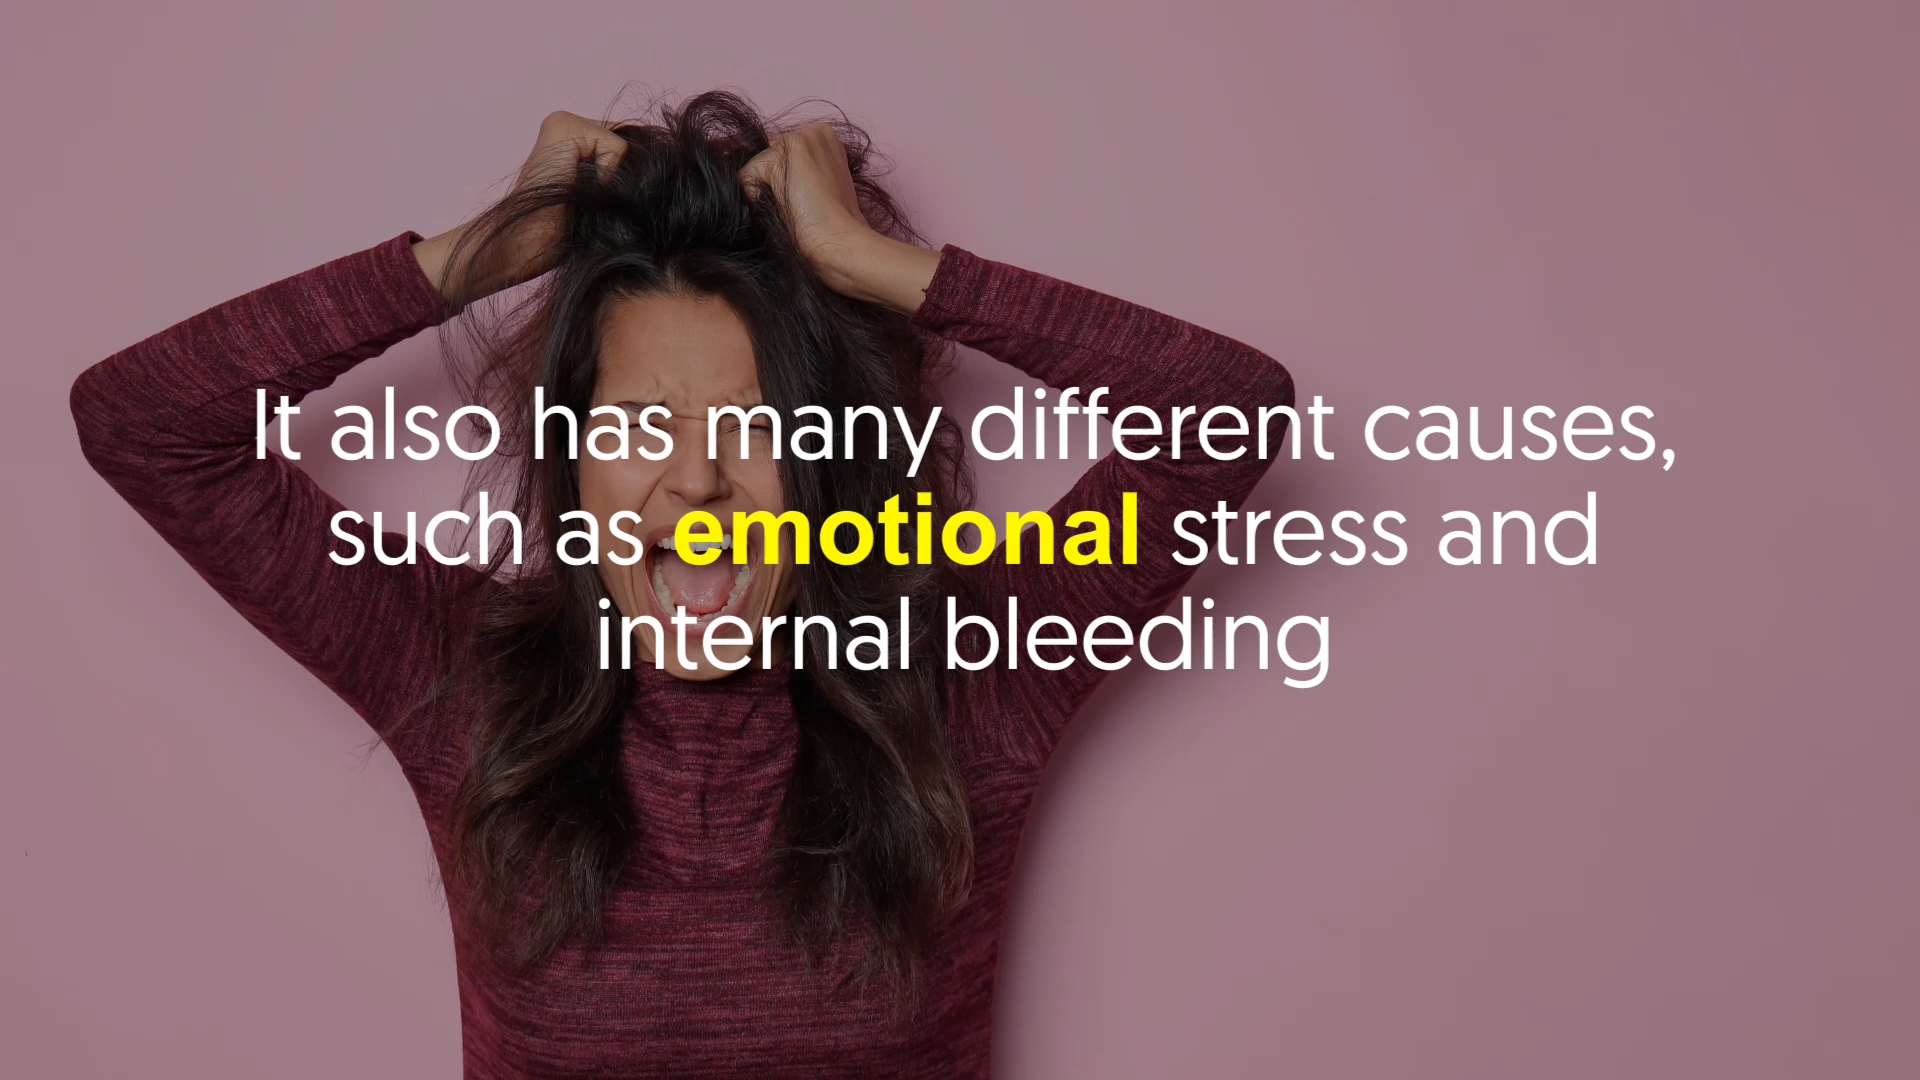 It also has many different causes,
such as emotional stress and
internal bleeding